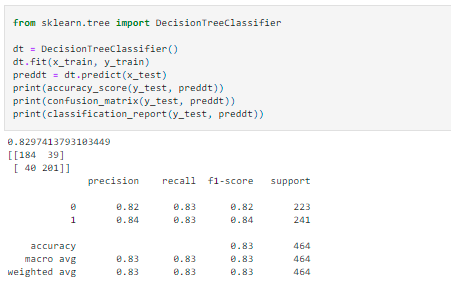 from sklearn.tree import DecisionTreeClassifier
dt = DecisionTreeClassifier()
dt.fit(x_train, y_train)
preddt = dt.predict(x_test)
print(accuracy_score(y_test, preddt))
print(confusion_matrix(y_test, preddt))
print(classification_report(y_test, preddt))
0.8297413793103449
[[184  39]
 [ 40 201]]
precision recall f1-score support
0 0.82 0.83 0.82 223
1 0.84 0.83 0.84 241
accuracy 0.83 464
macro avg 0.83 0.83 0.83 464
weighted avg 0.83 0.83 0.83 464